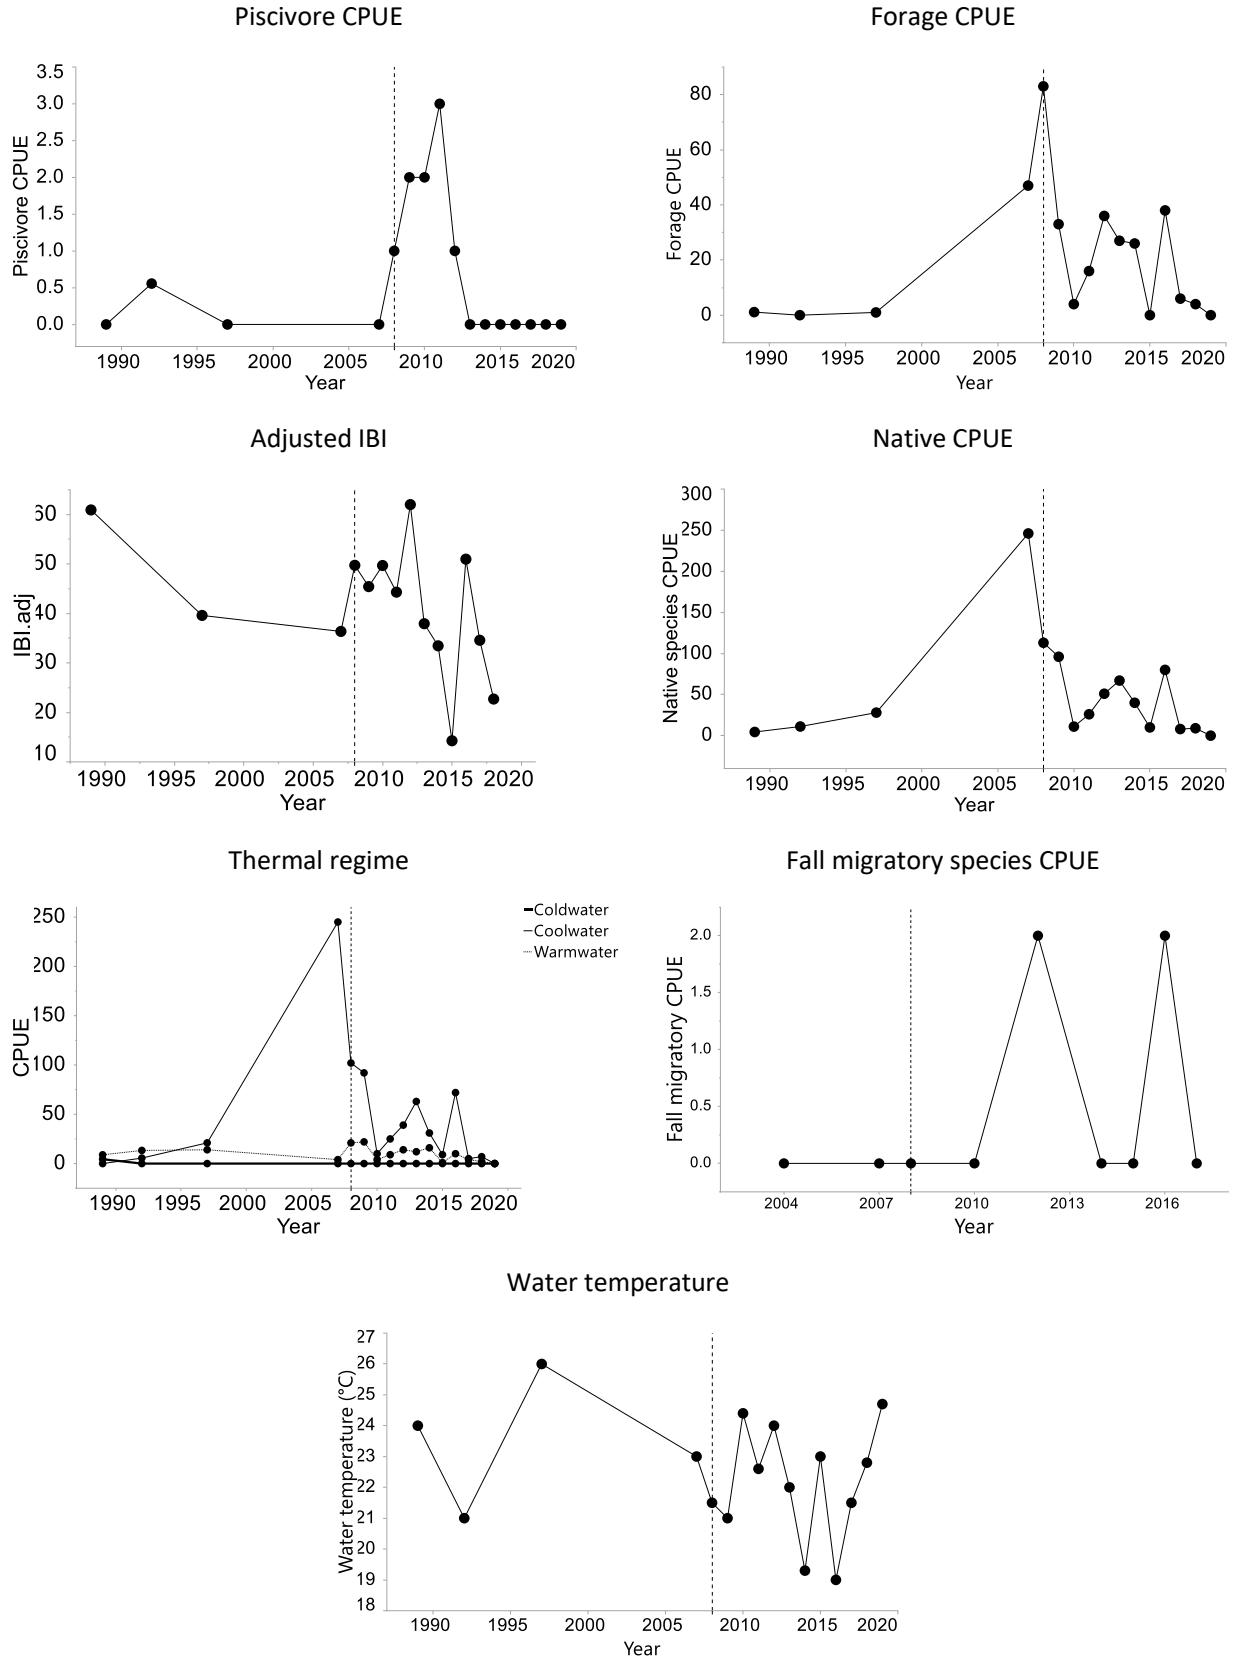 Piscivore CPUE
3.5
3.0
2.5
2.0
1.5
1.0
0.5
0.0
Piscivore CPUE
1990 1995 2000 2005 2010 2015 2020
Year
Forage CPUE
80
60
40
20
0
Forage CPUE
1990 1995 2000 2005 2010 2015 2020
Year
Adjusted IBI
60
50
40
30
20
10
IBI.adj
1990 1995 2000 2005 2010 2015 2020
Year
Native CPUE
300
250
200
150
100
50
0
Native species CPUE
1990 1995 2000 2005 2010 2015 2020
Year
Thermal regime
250
200
150
100
50
0
CPUE
1990 1995 2000 2005 2010 2015 2020
Year
Coldwater
Coolwater
Warmwater
Fall migratory species CPUE
2.0
1.5
1.0
0.5
0.0
Fall migratory CPUE
2004 2007 2010 2013 2016
Year
Water temperature
27
26
25
24
23
22
21
20
19
18
Water temperature (°C)
1990 1995 2000 2005 2010 2015 2020
Year